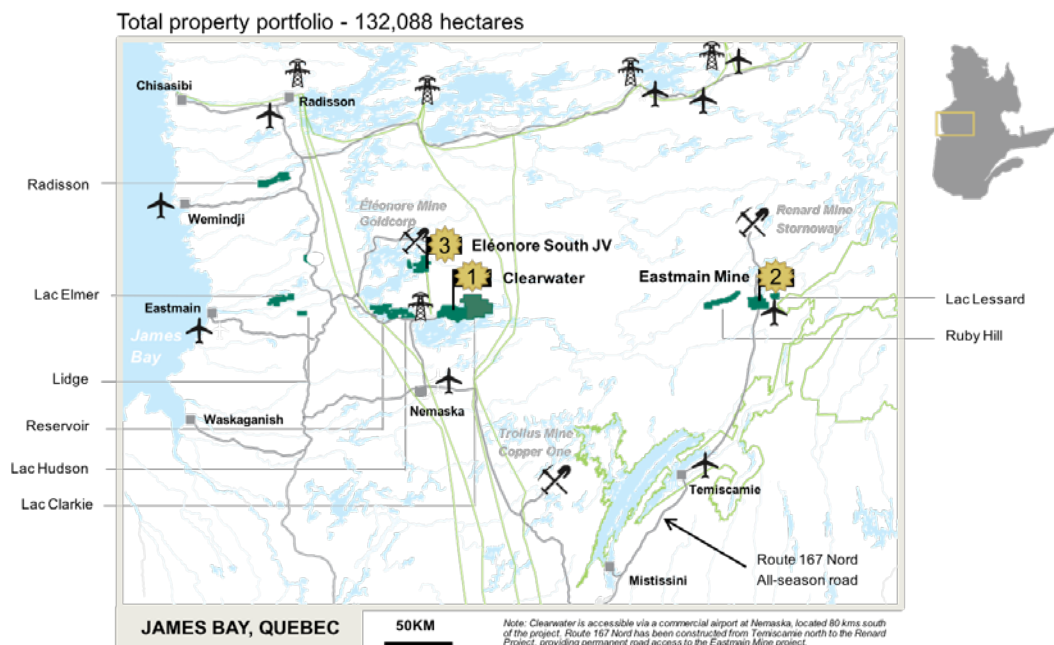 Total property portfolio - 132,088 hectares
Chisasibi
Radisson
Radisson
Wemindji
Éléonore Mine
Goldcorp
Renard Mine
Stornoway
3
Eléonore South JV
1
Clearwater
Eastmain Mine
2
Lac Elmer
Eastmain
Lac Lessard
James
Bay
Ruby Hill
Lidge
Nemaska
Waskaganish
Reservoir
Troilus Mine
Copper One
Lac Hudson
Temiscamie
Lac Clarkie
Route 167 Nord
All-season road
Mistissini
JAMES BAY, QUEBEC
50KM
Note: Clearwater is accessible via a commercial airport at Nemaska, located 80 kms south
of the project. Route 167 Nord has been constructed from Temiscamie north to the Renard
Project, providing permanent road access to the Eastmain Mine project.